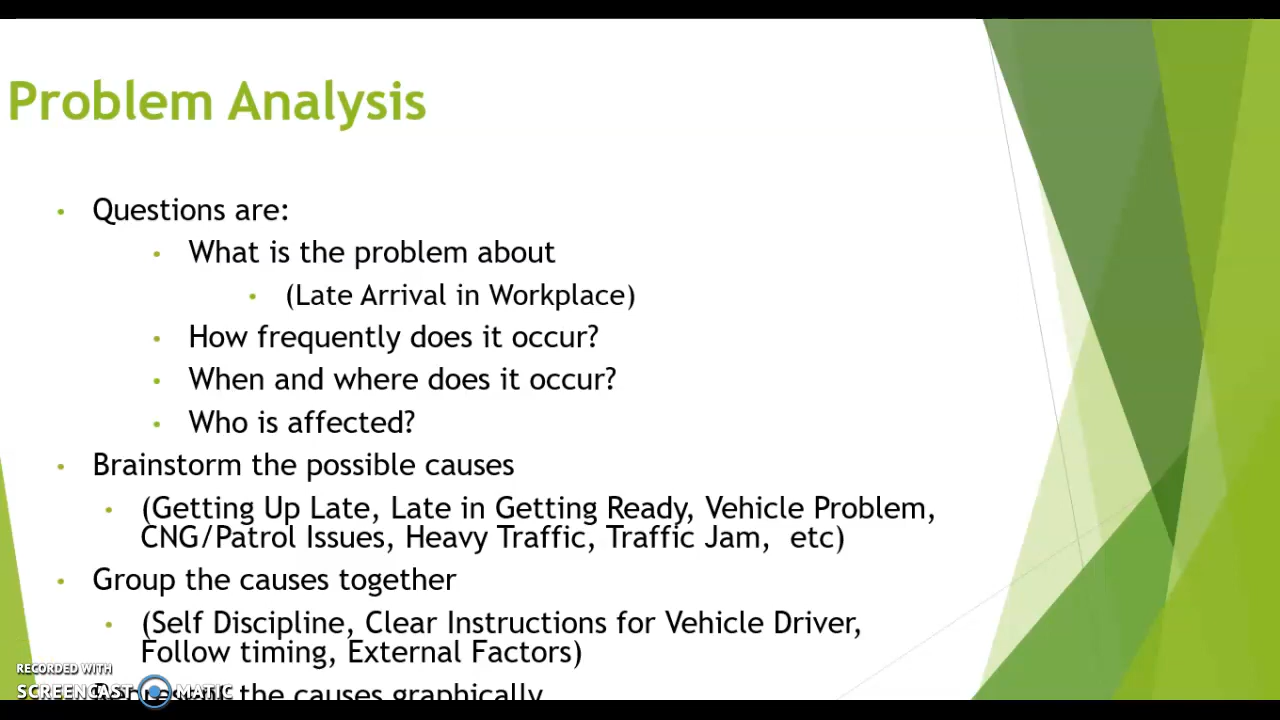 Problem Analysis
• Questions are:
• What is the problem about
• (Late Arrival in Workplace)
• How frequently does it occur?
• When and where does it occur?
• Who is affected?
• Brainstorm the possible causes
• (Getting Up Late, Late in Getting Ready, Vehicle Problem,
CNG/Patrol Issues, Heavy Traffic, Traffic Jam,  etc)
• Group the causes together
• (Self Discipline, Clear Instructions for Vehicle Driver,
Follow timing, External Factors)
the causes graphically
RECORDED WITH
SCREENCAST MATIC